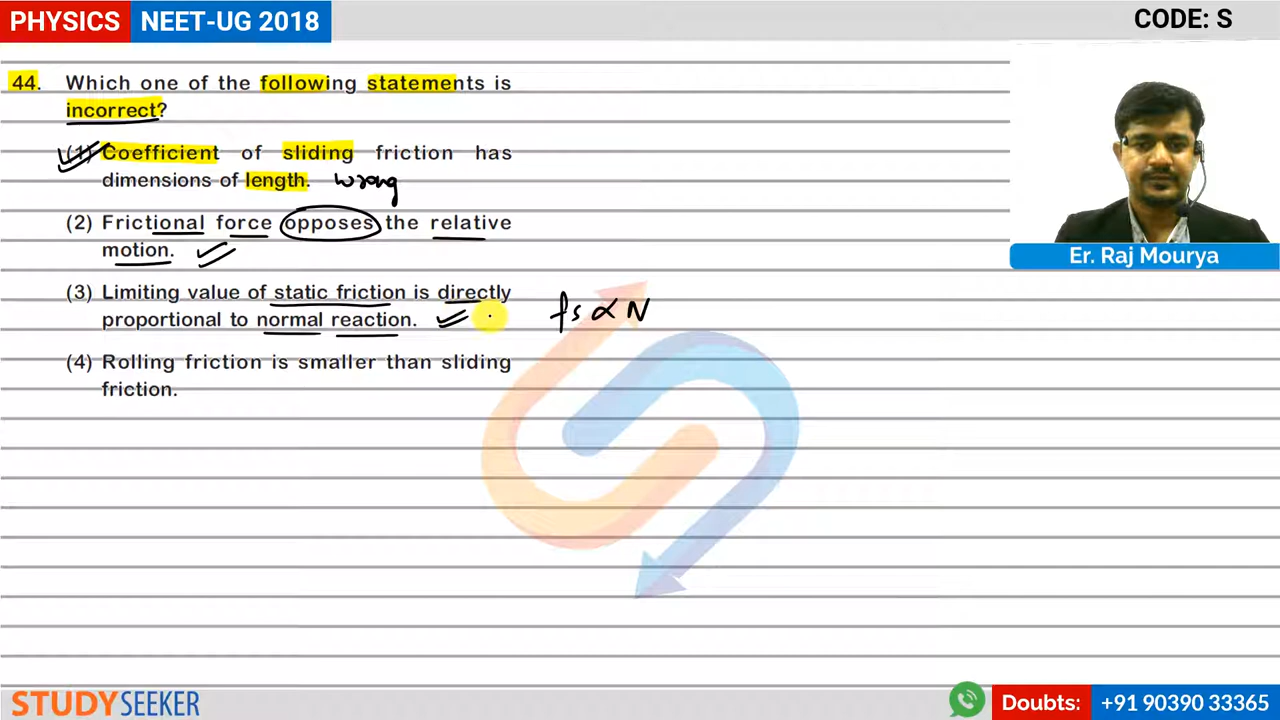 PHYSICS NEET-UG 2018 CODE: S
44. Which one of the following statements is
incorrect?
(1) Coefficient of sliding friction has
dimensions of length. wrong
(2) Frictional force opposes the relative
motion.
(3) Limiting value of static friction is directly
proportional to normal reaction. fs ∝ N
(4) Rolling friction is smaller than sliding
friction.
Er. Raj Mourya
STUDY SEEKER
Doubts: +91 90390 33365